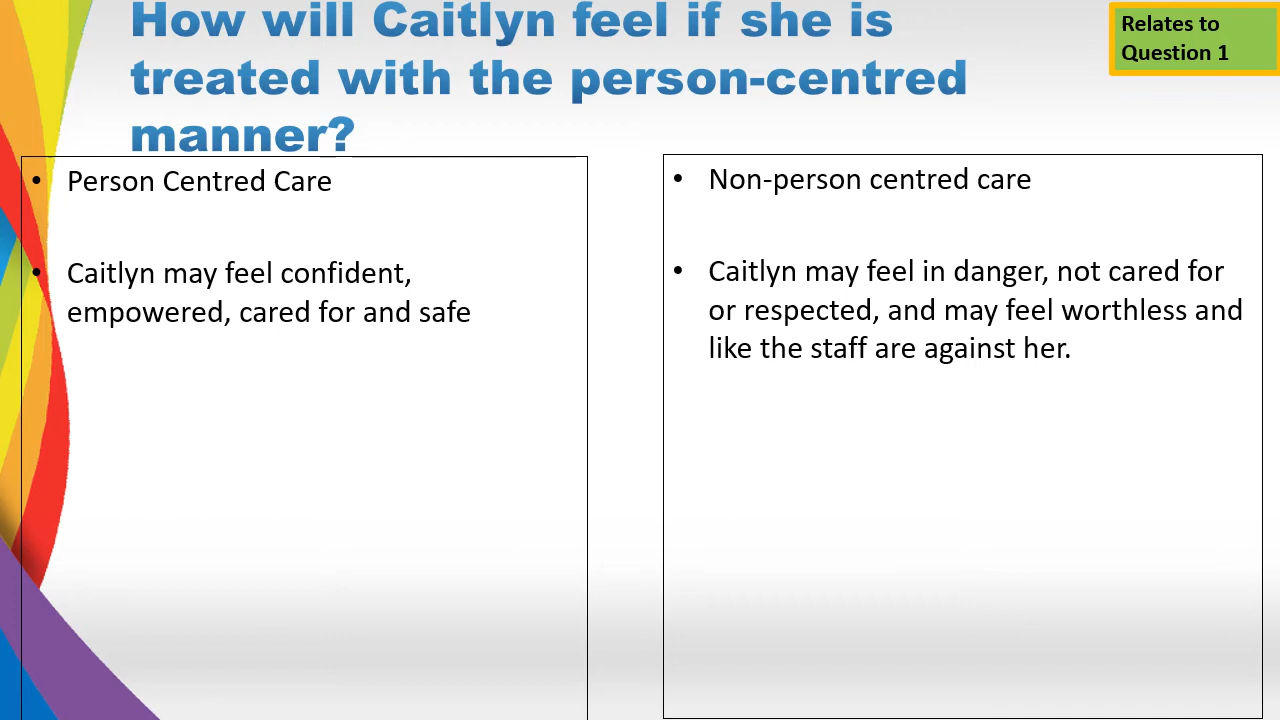 How will Caitlyn feel if she is
treated with the person-centred
manner?
Relates to
Question 1
• Person Centred Care
• Caitlyn may feel confident,
empowered, cared for and safe
• Non-person centred care
• Caitlyn may feel in danger, not cared for
or respected, and may feel worthless and
like the staff are against her.